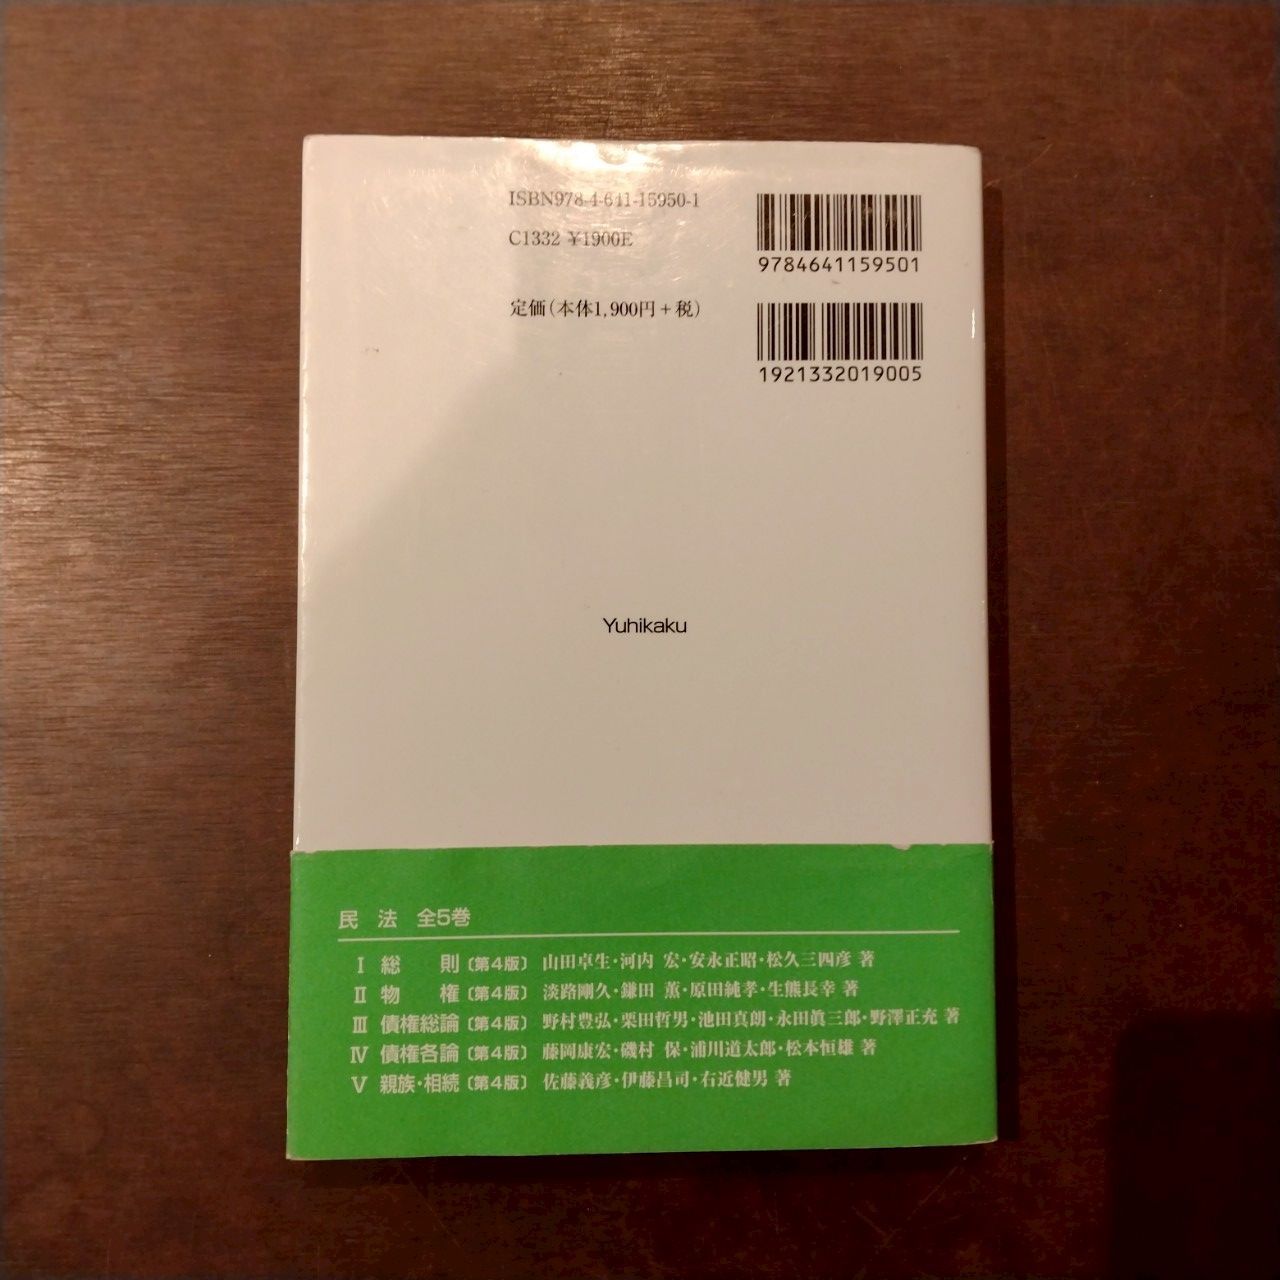 ISBN978-4-641-15950-1
C1332 ¥1900E
定価(本体1,900円+税)
9784641159501
1921332019005
Yuhikaku
民 法 全5巻
Ⅰ 総 則〔第4版〕 山田卓生・河内 宏・安永正昭・松久三四彦 著
Ⅱ 物 権〔第4版〕 淡路剛久・鎌田 薫・原田純孝・生熊長幸 著
Ⅲ 債権総論〔第4版〕 野村豊弘・栗田哲男・池田真朗・永田眞三郎・野澤正充 著
Ⅳ 債権各論〔第4版〕 藤岡康宏・磯村 保・浦川道太郎・松本恒雄 著
Ⅴ 親族・相続〔第4版〕 佐藤義彦・伊藤昌司・右近健男 著